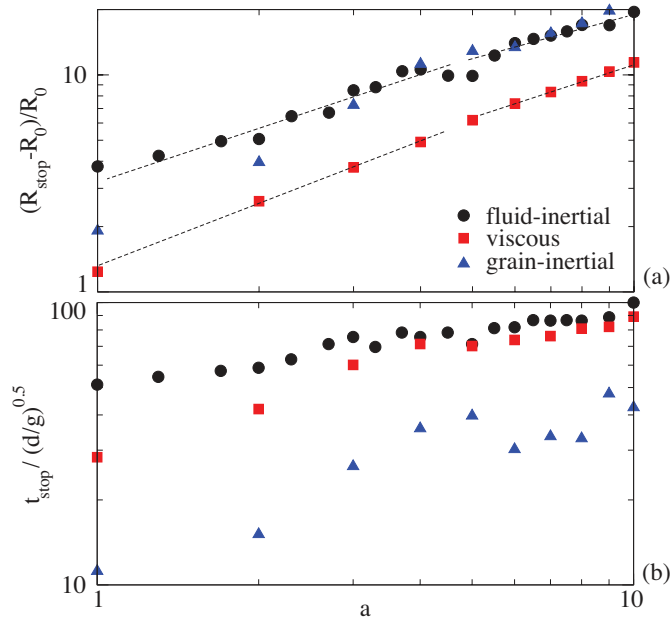 (R_stop-R_0)/R_0
10
1
fluid-inertial
viscous
grain-inertial
(a)
t_stop / (d/g)^0.5
100
10
1
10
a
(b)